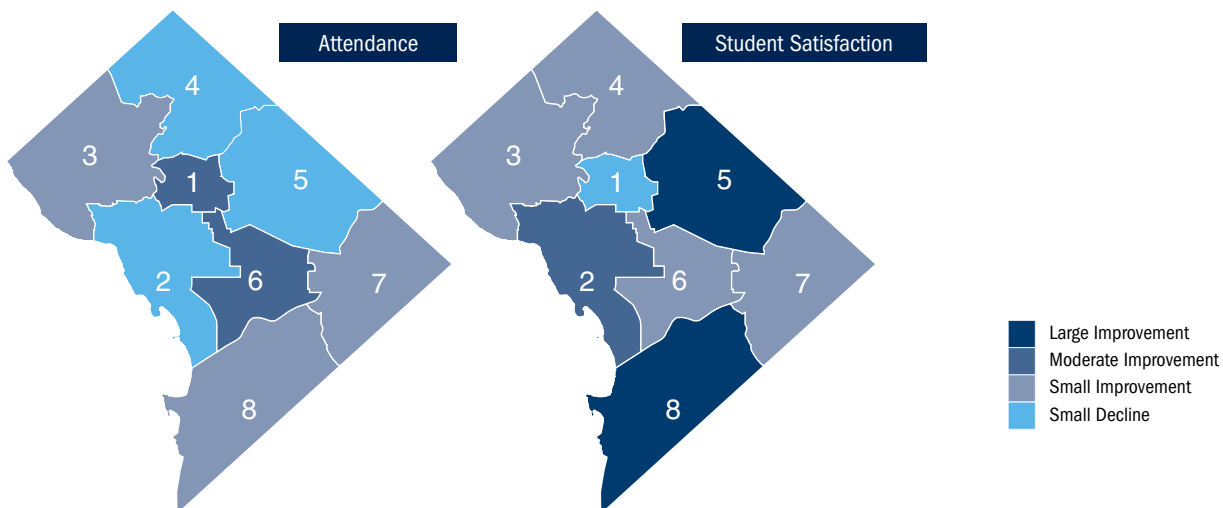 Attendance
4
3
1
5
2
6
7
8
Student Satisfaction
4
3
1
5
2
6
7
8
Large Improvement
Moderate Improvement
Small Improvement
Small Decline